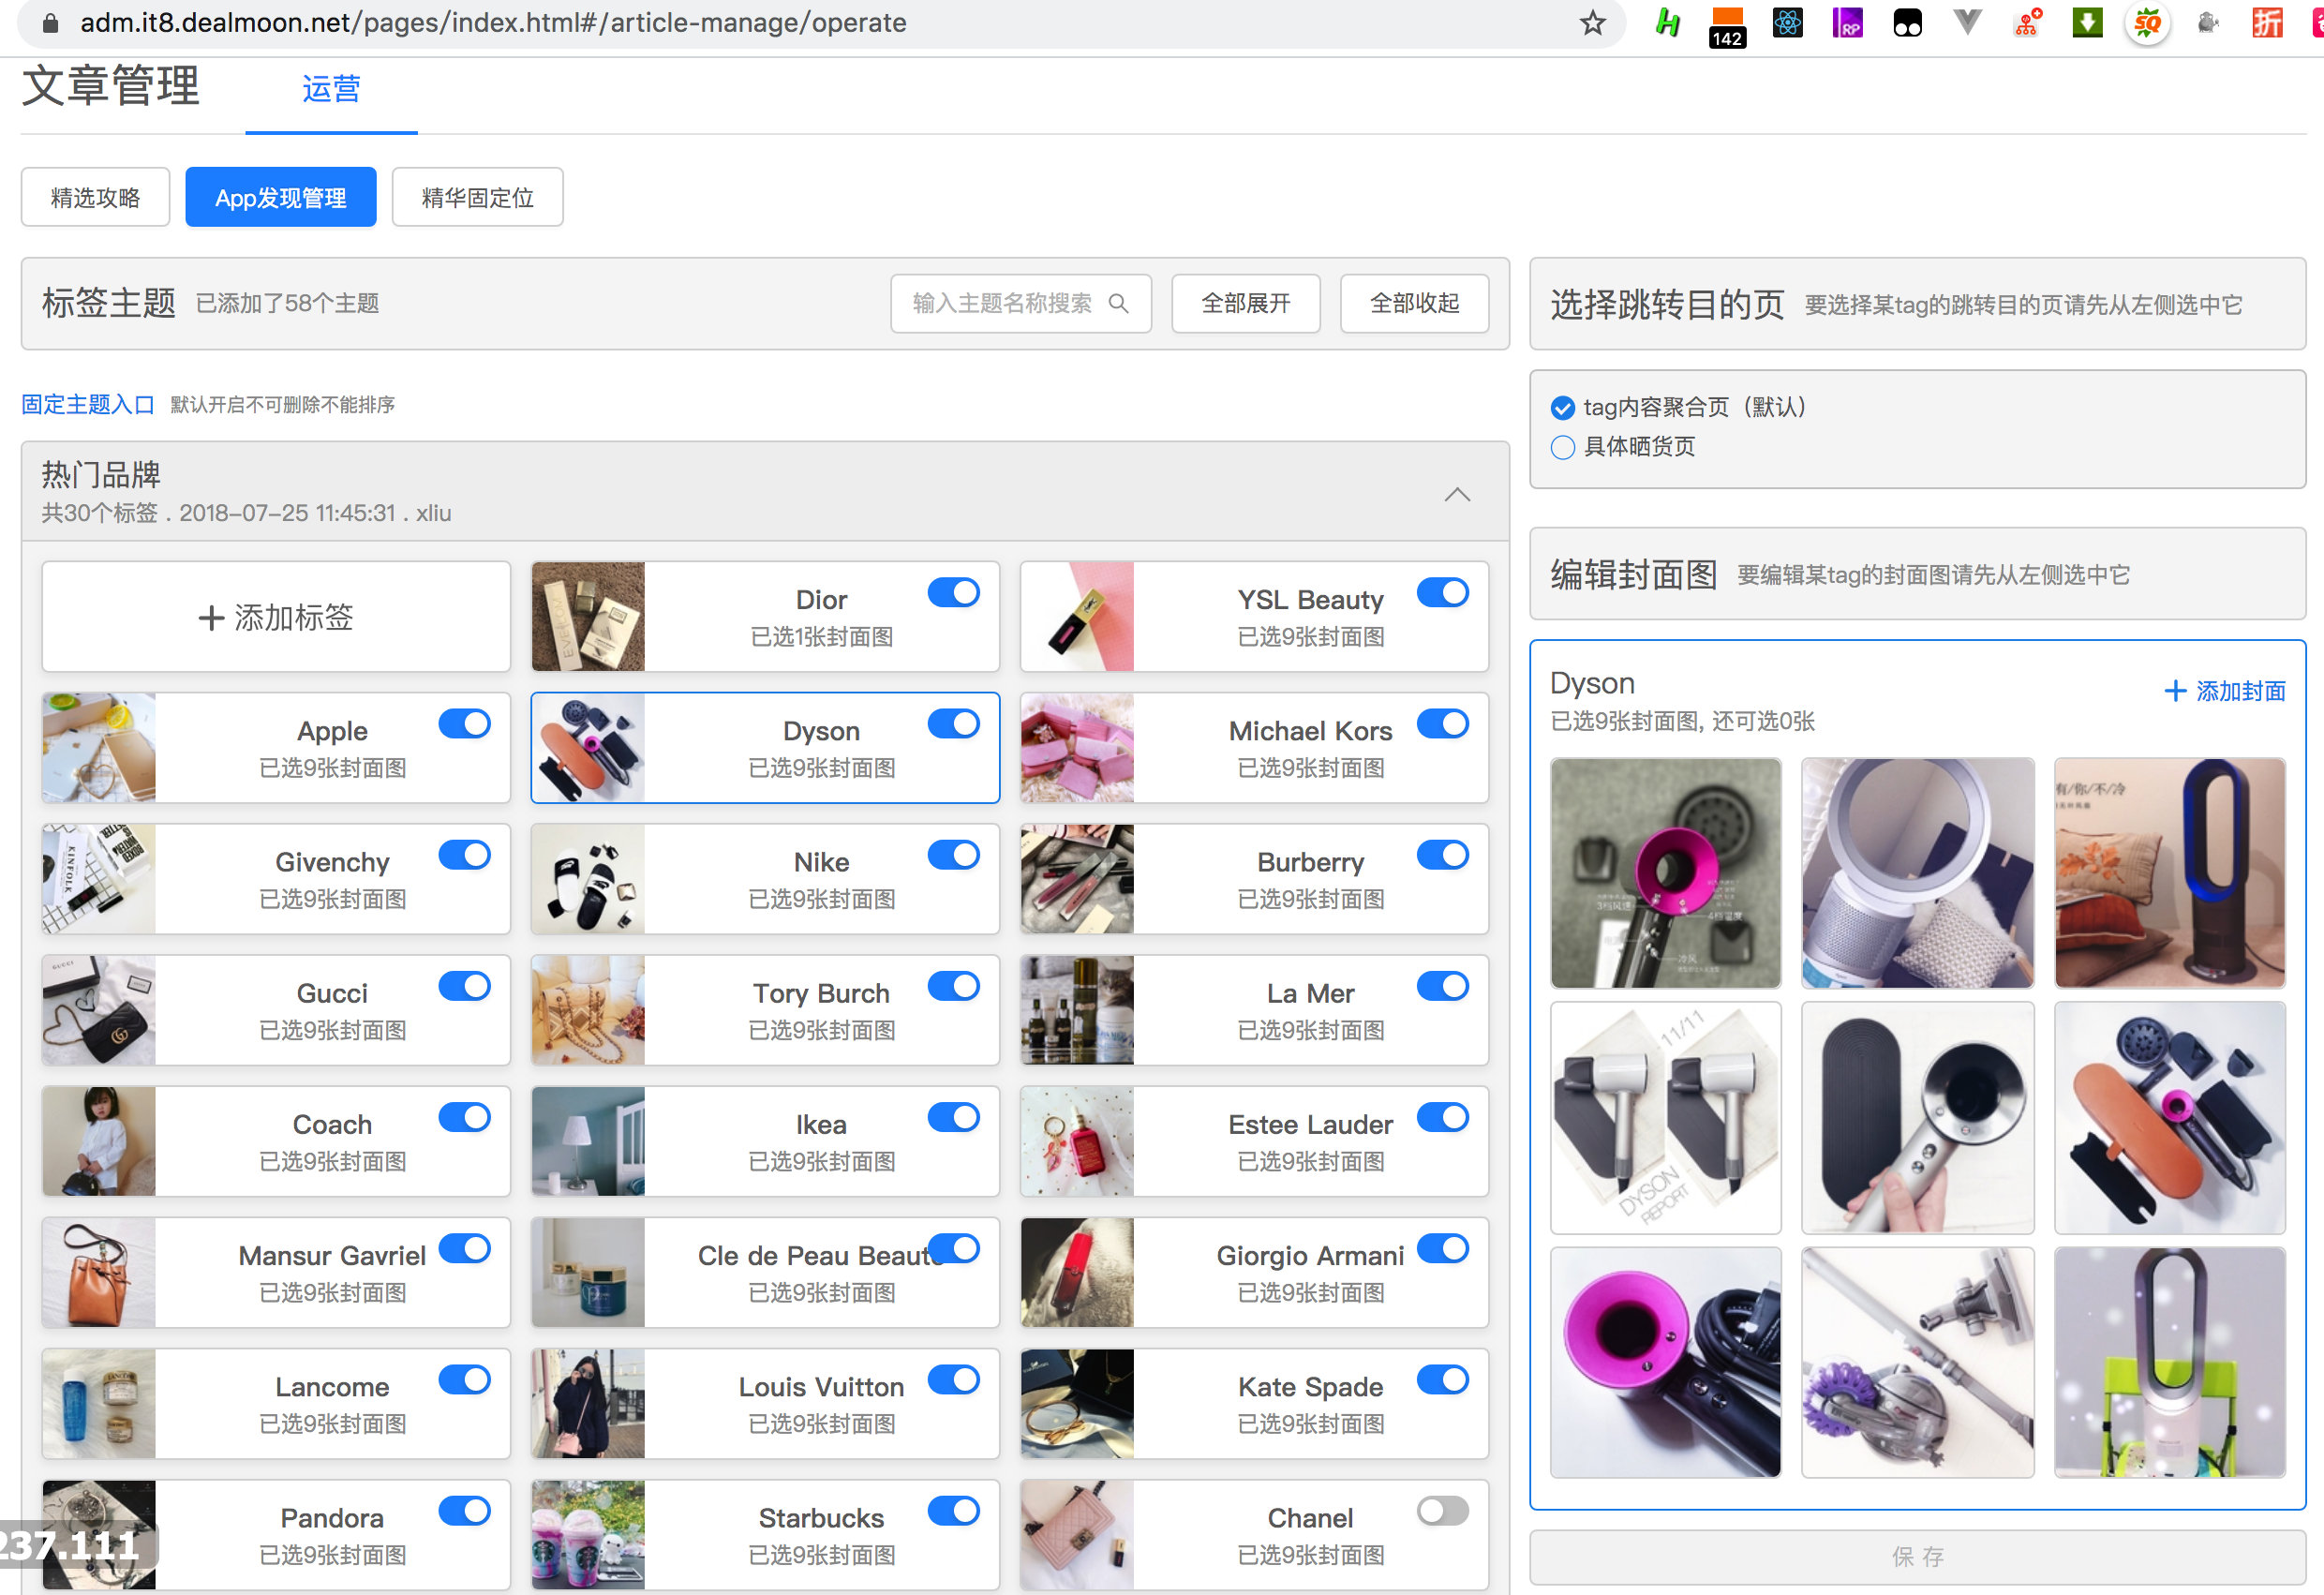 adm.it8.dealmoon.net/pages/index.html#/article-manage/operate
142
RP
SQ
折
文章管理
运营
精选攻略
App发现管理
精华固定位
标签主题
已添加了58个主题
输入主题名称搜索
全部展开
全部收起
选择跳转目的页
要选择某tag的跳转目的页请先从左侧选中它
固定主题入口
默认开启不可删除不能排序
tag内容聚合页（默认）
具体晒货页
热门品牌
共30个标签 . 2018-07-25 11:45:31 . xliu
编辑封面图
要编辑某tag的封面图请先从左侧选中它
添加标签
Dior
已选1张封面图
YSL Beauty
已选9张封面图
Apple
已选9张封面图
Dyson
已选9张封面图
Michael Kors
已选9张封面图
Givenchy
已选9张封面图
KINFOLK
Nike
已选9张封面图
Burberry
已选9张封面图
Gucci
已选9张封面图
Tory Burch
已选9张封面图
La Mer
已选9张封面图
Coach
已选9张封面图
Ikea
已选9张封面图
Estee Lauder
已选9张封面图
Mansur Gavriel
已选9张封面图
Cle de Peau Beaut
已选9张封面图
Giorgio Armani
已选9张封面图
Lancome
已选9张封面图
Louis Vuitton
已选9张封面图
Kate Spade
已选9张封面图
Pandora
已选9张封面图
Starbucks
已选9张封面图
Chanel
已选9张封面图
237.111
Dyson
添加封面
已选9张封面图, 还可选0张
3档风速
4档温度
冷风
有/你/不/冷
11/11
DYSON
REPORT
保 存